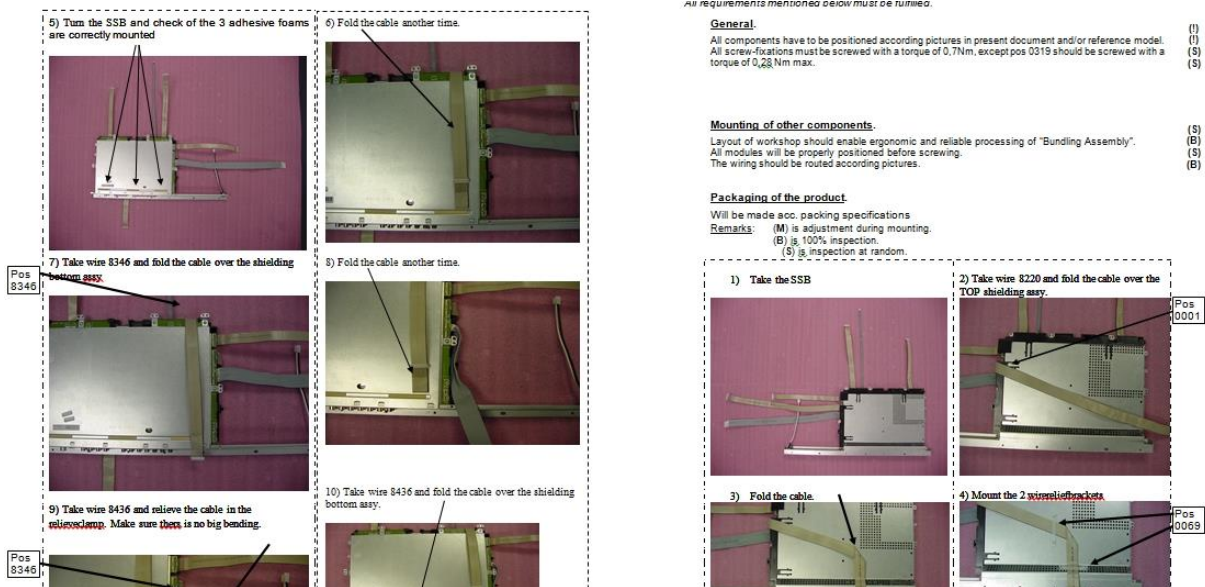 5) Turn the SSB and check of the 3 adhesive foams
are correctly mounted
6) Fold the cable another time.
7) Take wire 8346 and fold the cable over the shielding
bottom assy.
Pos
8346
8) Fold the cable another time.
9) Take wire 8436 and relieve the cable in the
relieveclamp. Make sure thers is no big bending.
Pos
8346
10) Take wire 8436 and fold the cable over the shielding
bottom assy.
All requirements mentioned below must be fulfilled.
General.
(!)
All components have to be positioned according pictures in present document and/or reference model.
(!)
All screw-fixations must be screwed with a torque of 0,7Nm, except pos 0319 should be screwed with a
(S)
torque of 0,28 Nm max.
(S)
Mounting of other components.
(S)
Layout of workshop should enable ergonomic and reliable processing of "Bundling Assembly".
(B)
All modules will be properly positioned before screwing.
(S)
The wiring should be routed according pictures.
(B)
Packaging of the product.
Will be made acc. packing specifications
Remarks: (M) is adjustment during mounting.
(B) is 100% inspection.
(S) is inspection at random.
1) Take the SSB
2) Take wire 8220 and fold the cable over the
TOP shielding assy.
Pos
0001
3) Fold the cable.
4) Mount the 2 wirereliefbrackets
Pos
0069